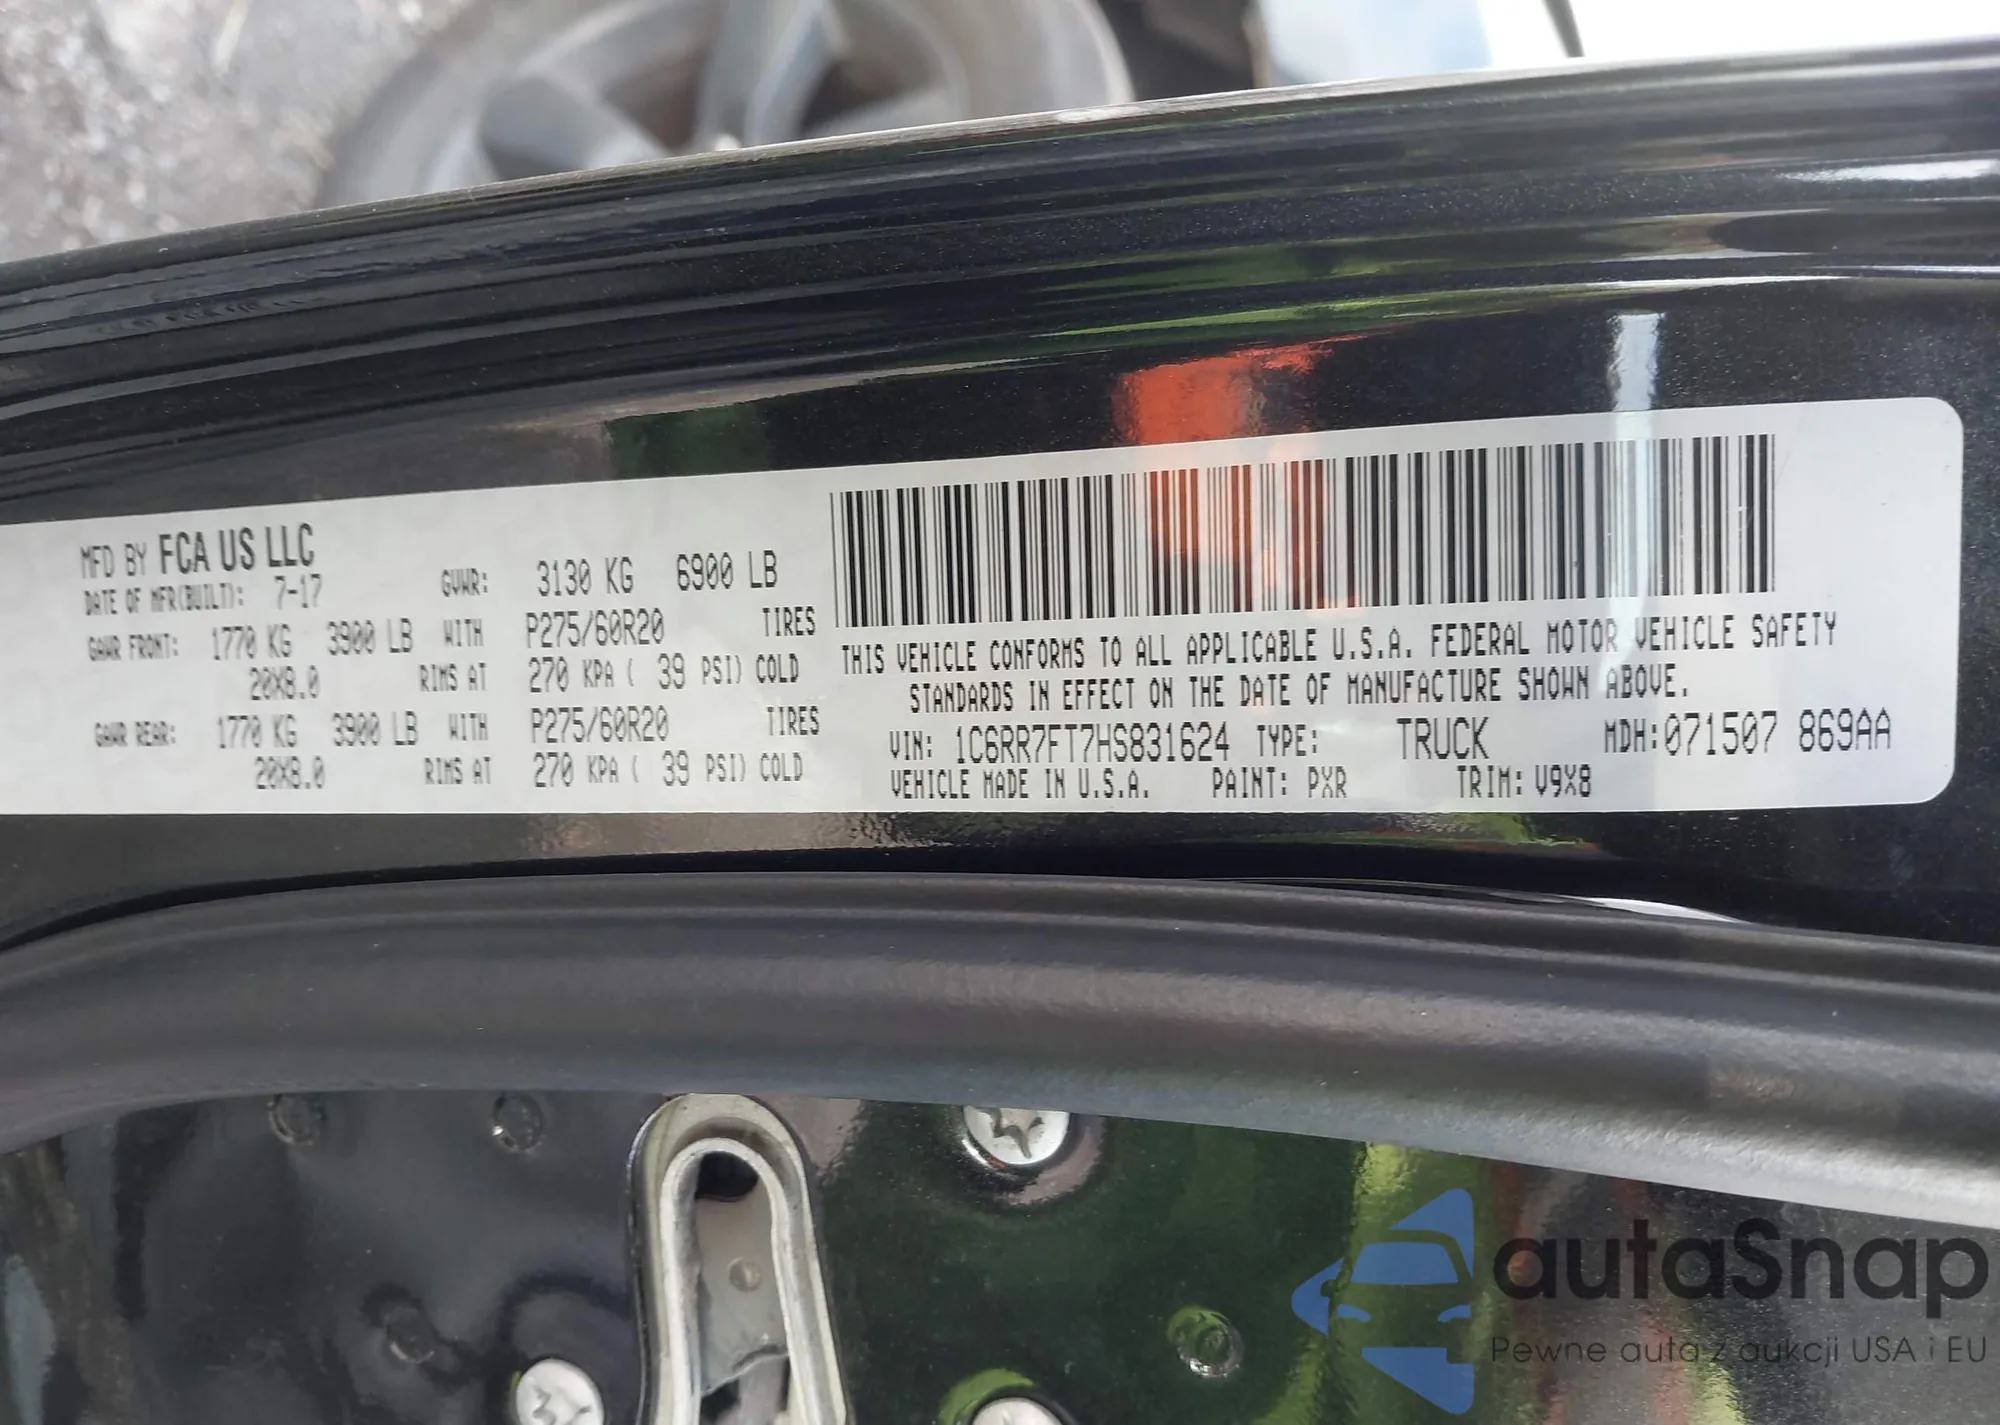 MFD BY FCA US LLC
DATE OF MFR(BUILT): 7-17 GVWR: 3130 KG 6900 LB
GAWR FRONT: 1770 KG 3900 LB WITH P275/60R20 TIRES
20X8.0 RIMS AT 270 KPA ( 39 PSI) COLD
GAWR REAR: 1770 KG 3900 LB WITH P275/60R20 TIRES
20X8.0 RIMS AT 270 KPA ( 39 PSI) COLD
THIS VEHICLE CONFORMS TO ALL APPLICABLE U.S.A. FEDERAL MOTOR VEHICLE SAFETY
STANDARDS IN EFFECT ON THE DATE OF MANUFACTURE SHOWN ABOVE.
VIN: 1C6RR7FT7HS831624 TYPE: TRUCK MDH:071507 869AA
VEHICLE MADE IN U.S.A. PAINT: PXR TRIM: V9X8
autaSnap
Pewne auta z aukcji USA i EU